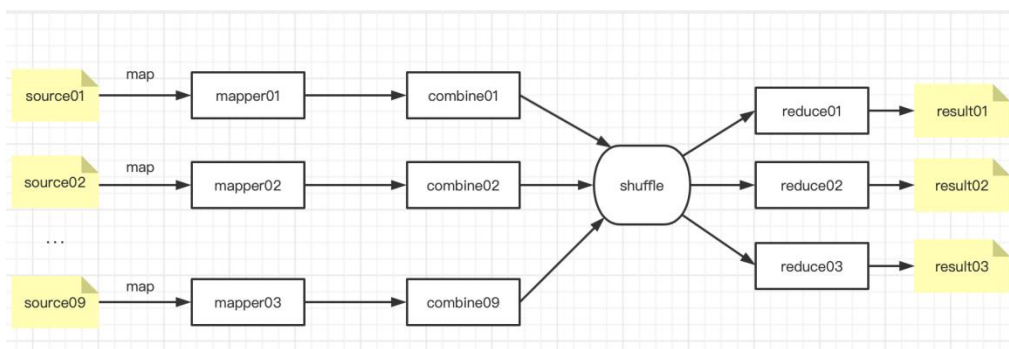 source01
map
mapper01
combine01
reduce01
result01
source02
map
mapper02
combine02
shuffle
reduce02
result02
...
source09
map
mapper03
combine09
reduce03
result03